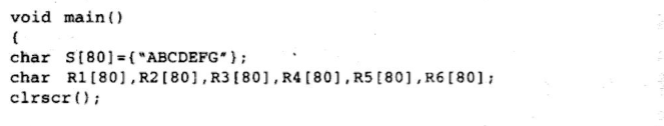 void main()
{
char S[80]={"ABCDEFG"};
char R1[80],R2[80],R3[80],R4[80],R5[80],R6[80];
clrscr();